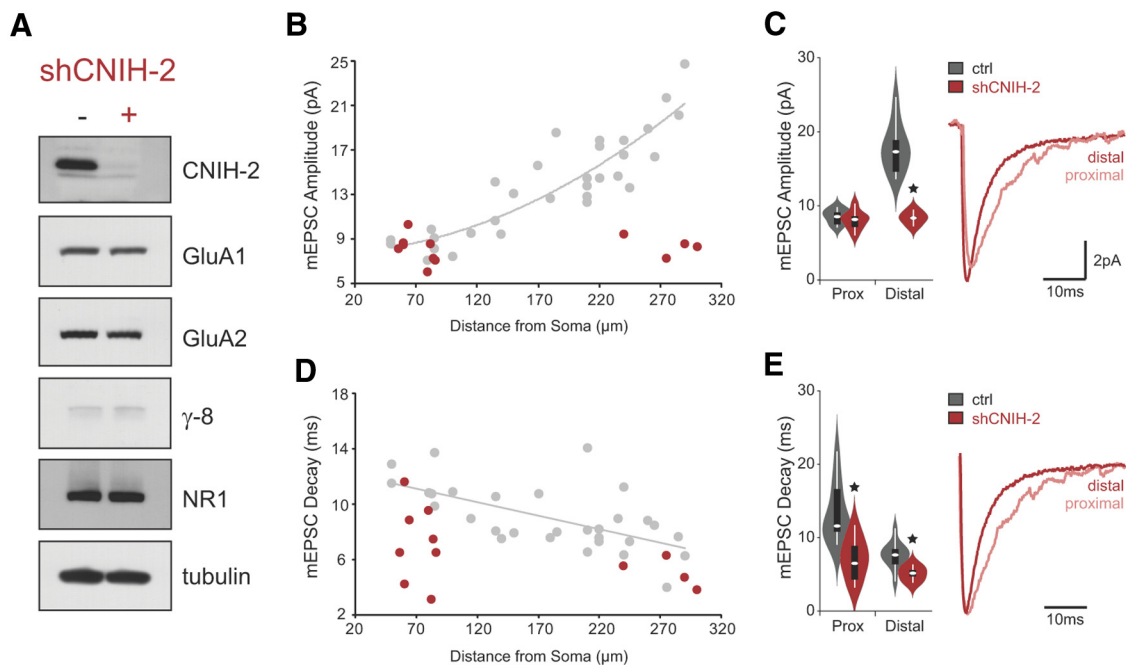 A
shCNIH-2
- +
CNIH-2
GluA1
GluA2
γ-8
NR1
tubulin
B
mEPSC Amplitude (pA)
25
21
17
13
9
5
20 70 120 170 220 270 320
Distance from Soma (µm)
C
mEPSC Amplitude (pA)
30
20
10
0
Prox Distal
ctrl
shCNIH-2
distal
proximal
2pA
10ms
D
mEPSC Decay (ms)
18
14
10
6
2
20 70 120 170 220 270 320
Distance from Soma (µm)
E
mEPSC Decay (ms)
30
20
10
0
Prox Distal
ctrl
shCNIH-2
distal
proximal
10ms